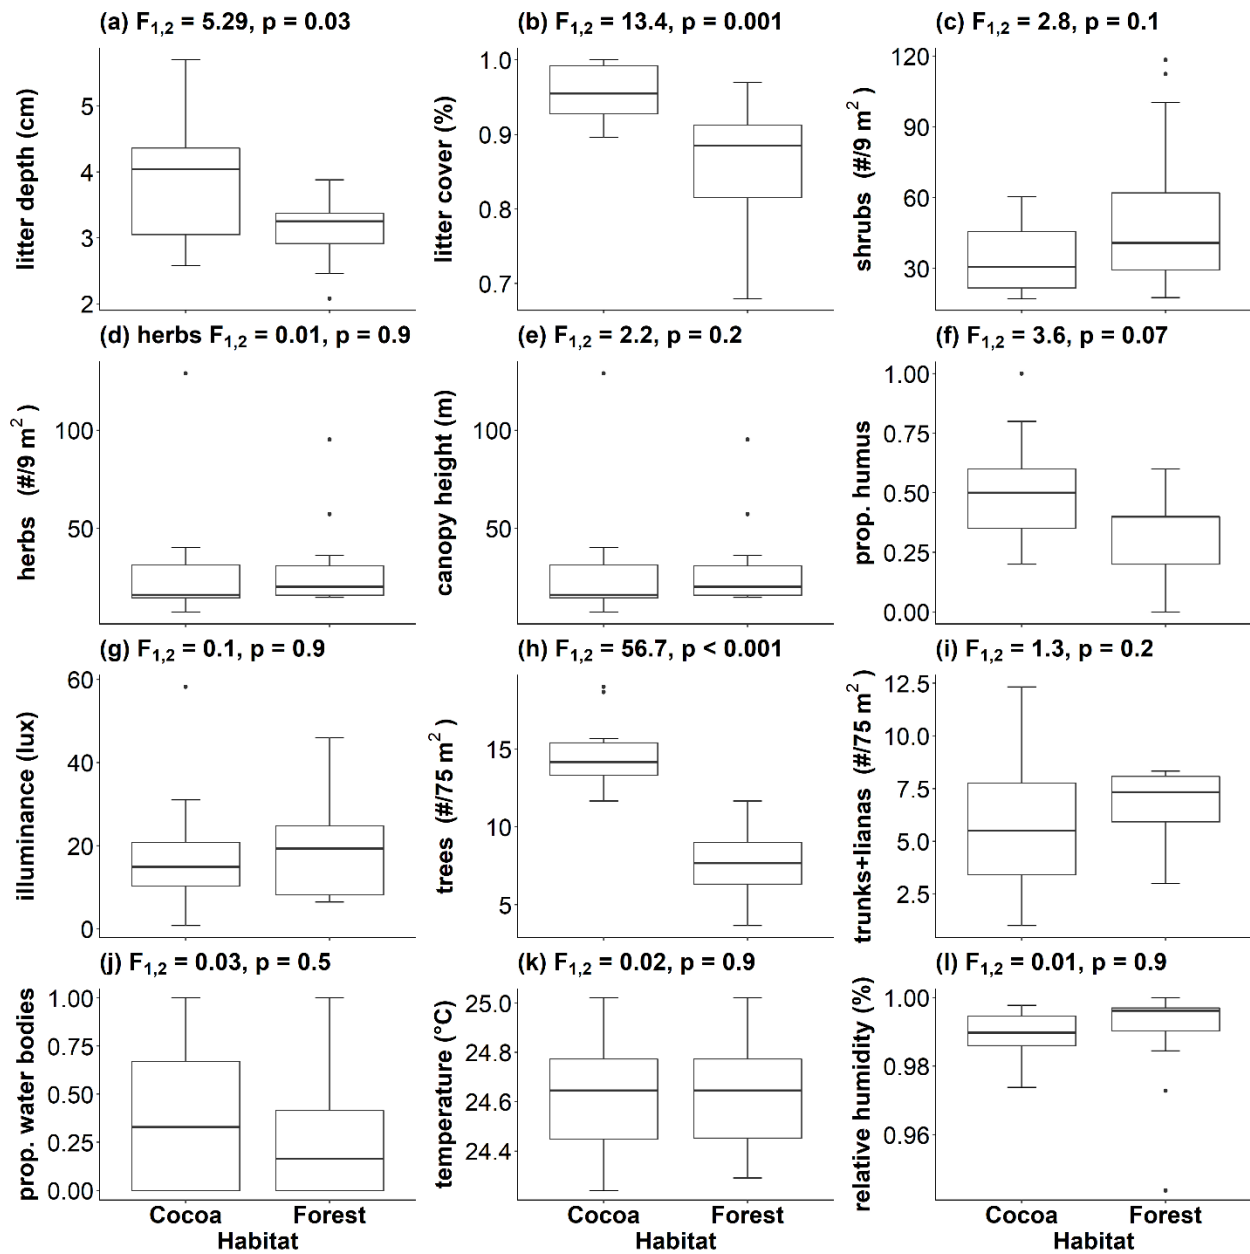 (a) F1,2 = 5.29, p = 0.03
litter depth (cm)
5
4
3
2
(b) F1,2 = 13.4, p = 0.001
litter cover (%)
1.0
0.9
0.8
0.7
(c) F1,2 = 2.8, p = 0.1
shrubs (#/9 m2 )
120
90
60
30
(d) herbs F1,2 = 0.01, p = 0.9
herbs (#/9 m2 )
100
50
(e) F1,2 = 2.2, p = 0.2
canopy height (m)
100
50
(f) F1,2 = 3.6, p = 0.07
prop. humus
1.00
0.75
0.50
0.25
0.00
(g) F1,2 = 0.1, p = 0.9
illuminance (lux)
60
40
20
0
(h) F1,2 = 56.7, p < 0.001
trees (#/75 m2 )
15
10
5
(i) F1,2 = 1.3, p = 0.2
trunks+lianas (#/75 m2 )
12.5
10.0
7.5
5.0
2.5
(j) F1,2 = 0.03, p = 0.5
prop. water bodies
1.00
0.75
0.50
0.25
0.00
Cocoa Forest
Habitat
(k) F1,2 = 0.02, p = 0.9
temperature (°C)
25.0
24.8
24.6
24.4
Cocoa Forest
Habitat
(l) F1,2 = 0.01, p = 0.9
relative humidity (%)
1.00
0.98
0.96
Cocoa Forest
Habitat